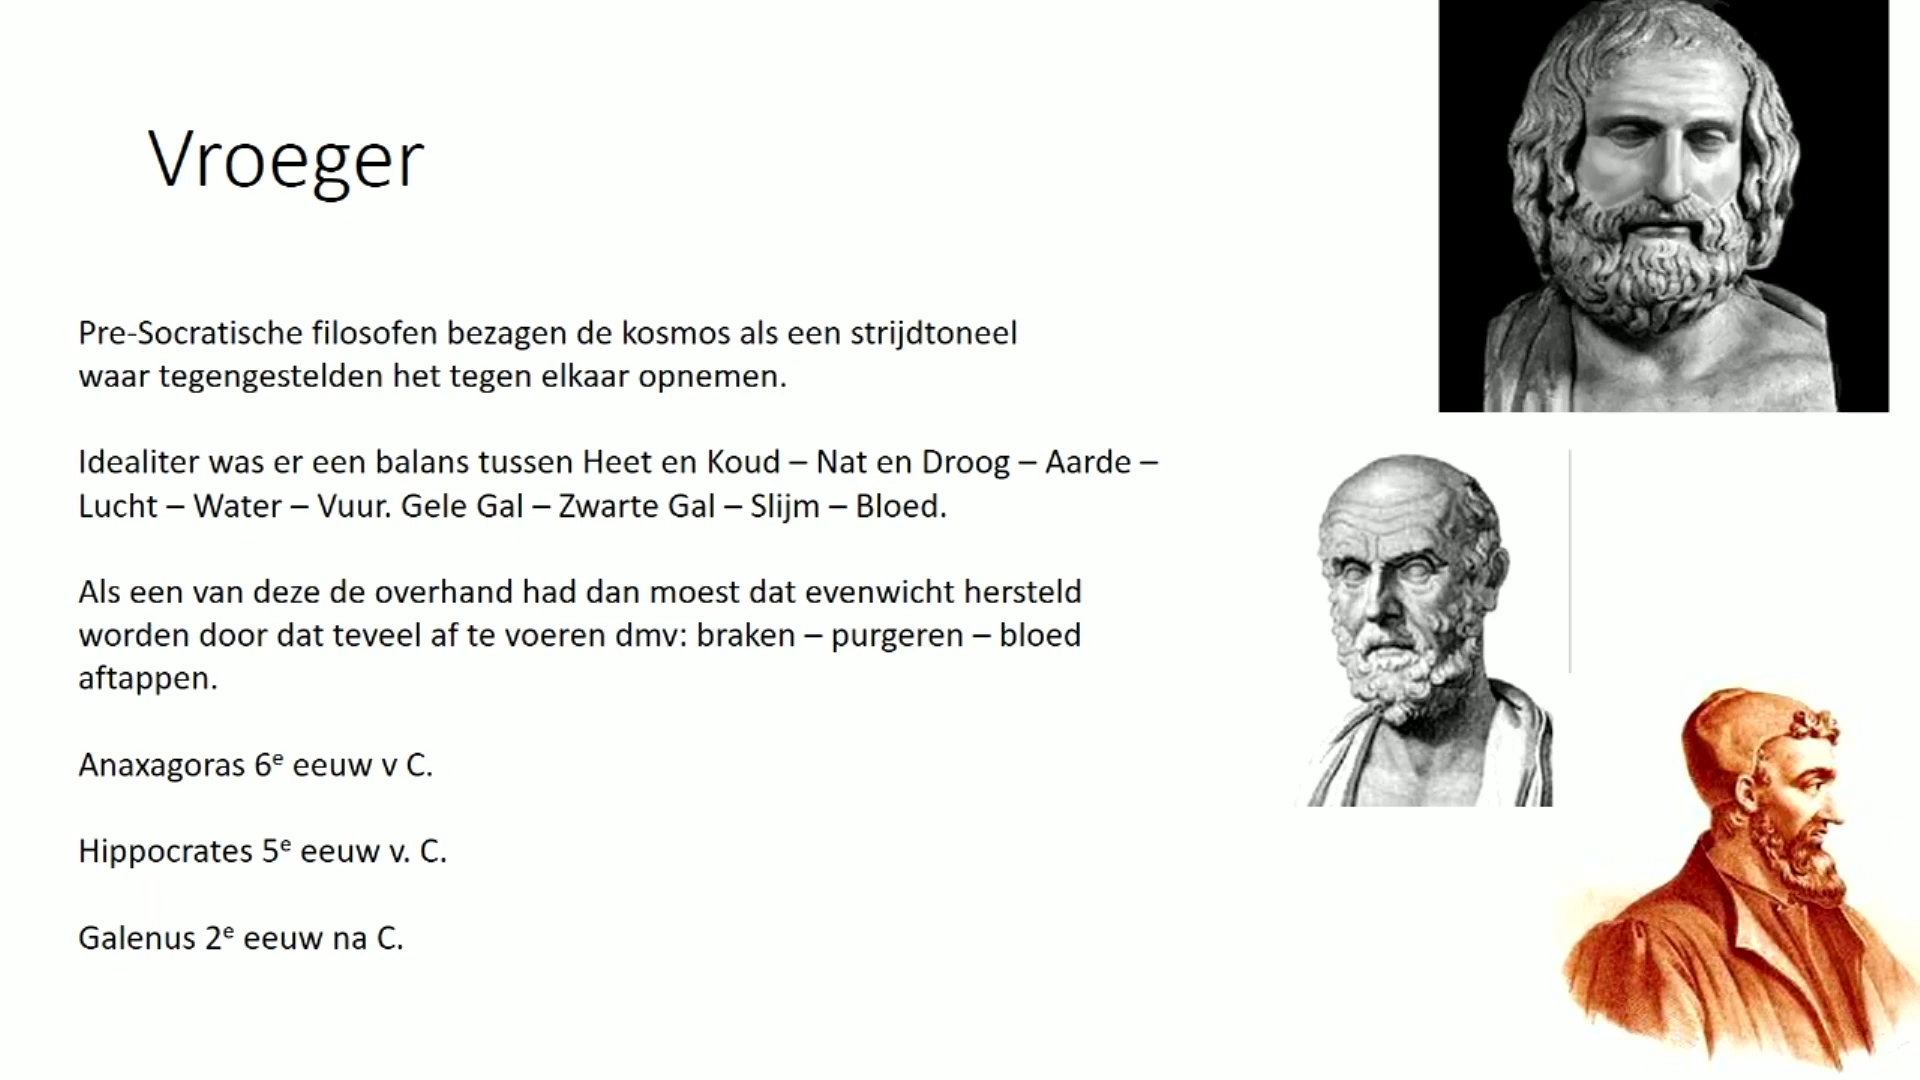 Vroeger
Pre-Socratische filosofen bezagen de kosmos als een strijdtoneel
waar tegengestelden het tegen elkaar opnemen.
Idealiter was er een balans tussen Heet en Koud – Nat en Droog – Aarde –
Lucht – Water – Vuur. Gele Gal – Zwarte Gal – Slijm – Bloed.
Als een van deze de overhand had dan moest dat evenwicht hersteld
worden door dat teveel af te voeren dmv: braken – purgeren – bloed
aftappen.
Anaxagoras 6ᵉ eeuw v C.
Hippocrates 5ᵉ eeuw v. C.
Galenus 2ᵉ eeuw na C.